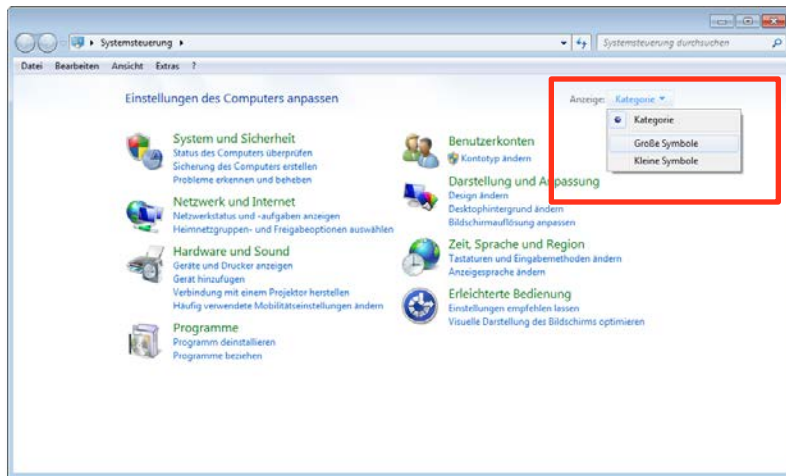 Systemsteuerung
Systemsteuerung durchsuchen
Datei Bearbeiten Ansicht Extras ?
Einstellungen des Computers anpassen
Anzeige: Kategorie
Kategorie
Große Symbole
Kleine Symbole
System und Sicherheit
Status des Computers überprüfen
Sicherung des Computers erstellen
Probleme erkennen und beheben
Netzwerk und Internet
Netzwerkstatus und -aufgaben anzeigen
Heimnetzgruppen- und Freigabeoptionen auswählen
Hardware und Sound
Geräte und Drucker anzeigen
Gerät hinzufügen
Verbindung mit einem Projektor herstellen
Häufig verwendete Mobilitätseinstellungen ändern
Programme
Programm deinstallieren
Programme beziehen
Benutzerkonten
Kontotyp ändern
Darstellung und Anpassung
Design ändern
Desktophintergrund ändern
Bildschirmauflösung anpassen
Zeit, Sprache und Region
Tastaturen und Eingabemethoden ändern
Anzeigesprache ändern
Erleichterte Bedienung
Einstellungen empfehlen lassen
Visuelle Darstellung des Bildschirms optimieren